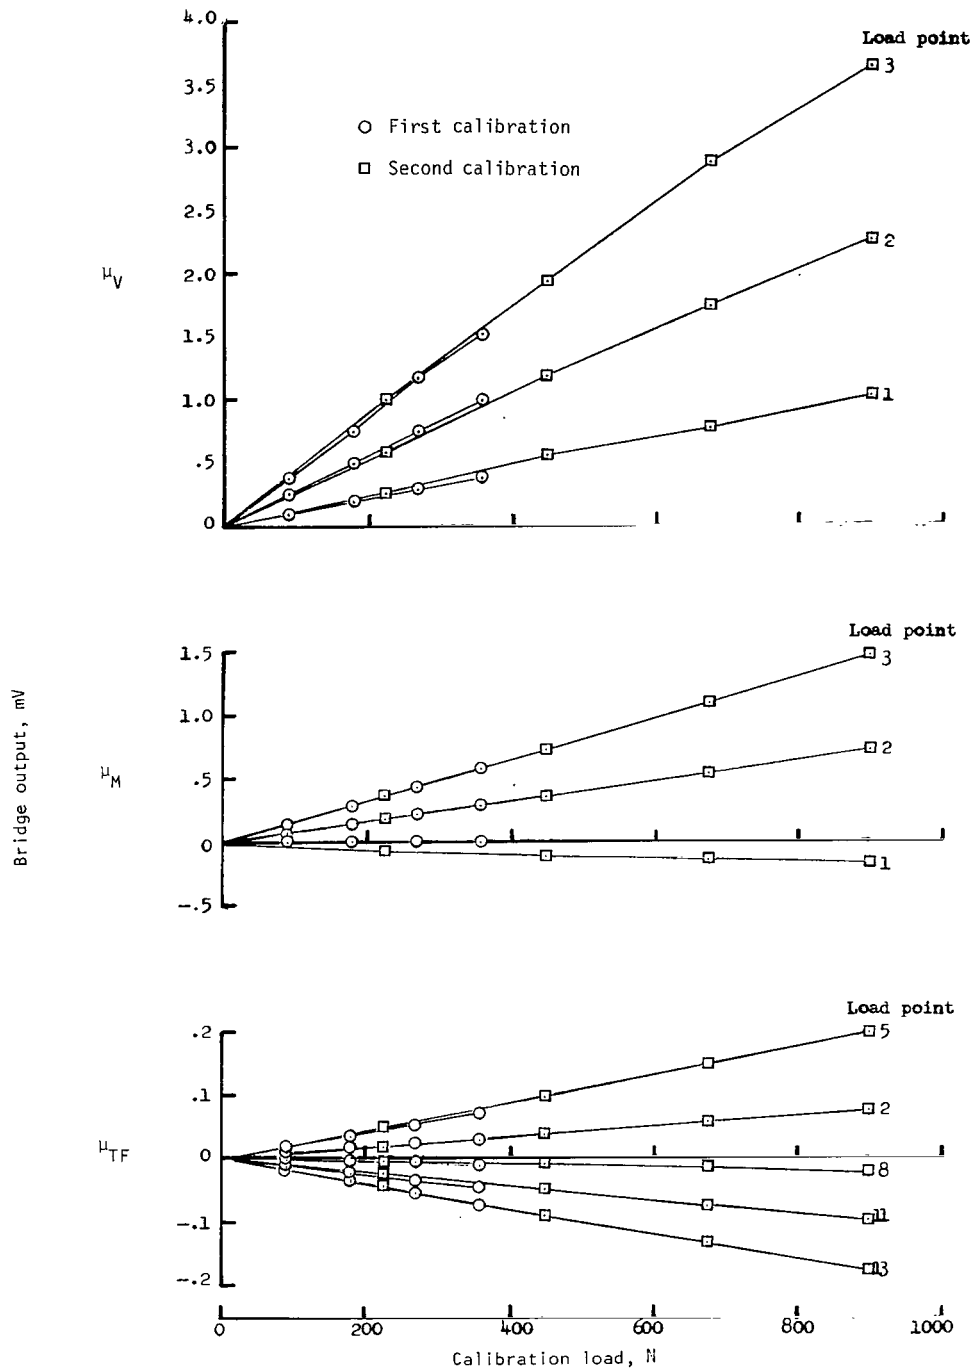 4.0
Load point
3.5
3
First calibration
3.0
Second calibration
2.5
2
μV
2.0
1.5
1
1.0
.5
0
Load point
1.5
3
1.0
2
μM
.5
0
1
-.5
Bridge output, mV
Load point
.2
5
.1
2
μTF
0
8
-.1
11
13
-.2
0 200 400 600 800 1000
Calibration load, N